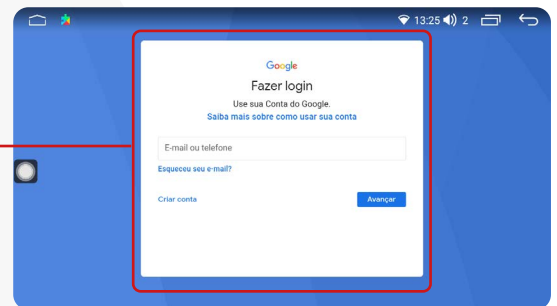 13:25 2
Google
Fazer login
Use sua Conta do Google.
Saiba mais sobre como usar sua conta
E-mail ou telefone
Esqueceu seu e-mail?
Criar conta
Avançar